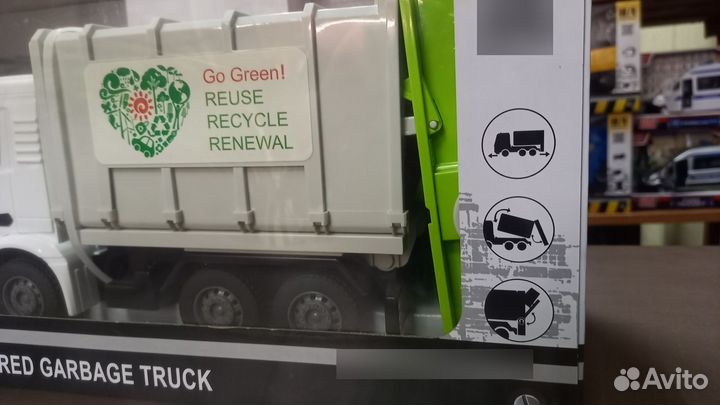 Go Green!
REUSE
RECYCLE
RENEWAL
RED GARBAGE TRUCK
Avito